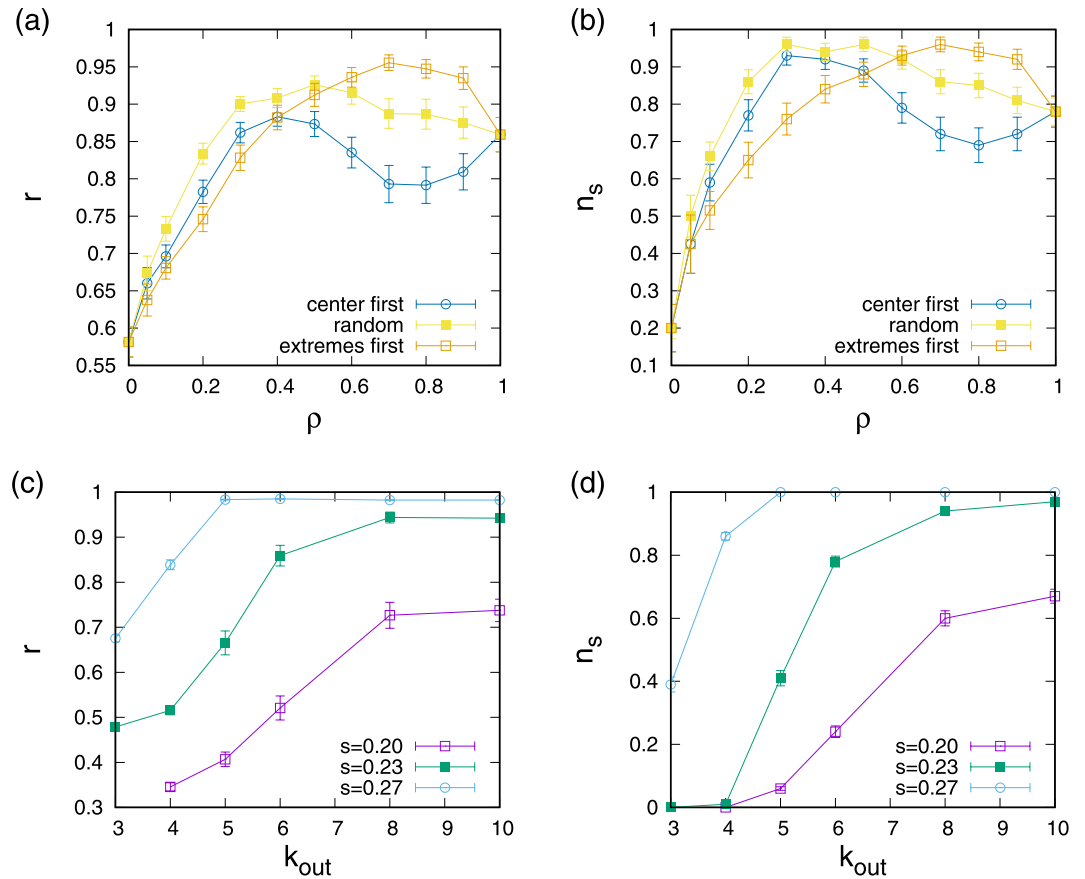 (a)
1
0.95
0.9
0.85
0.8
0.75
0.7
0.65
0.6
0.55
r
center first
random
extremes first
0 0.2 0.4 0.6 0.8 1
ρ
(b)
1
0.9
0.8
0.7
0.6
0.5
0.4
0.3
0.2
0.1
n_s
center first
random
extremes first
0 0.2 0.4 0.6 0.8 1
ρ
(c)
1
0.9
0.8
0.7
0.6
0.5
0.4
0.3
r
s=0.20
s=0.23
s=0.27
3 4 5 6 7 8 9 10
k_out
(d)
1
0.8
0.6
0.4
0.2
0
n_s
s=0.20
s=0.23
s=0.27
3 4 5 6 7 8 9 10
k_out